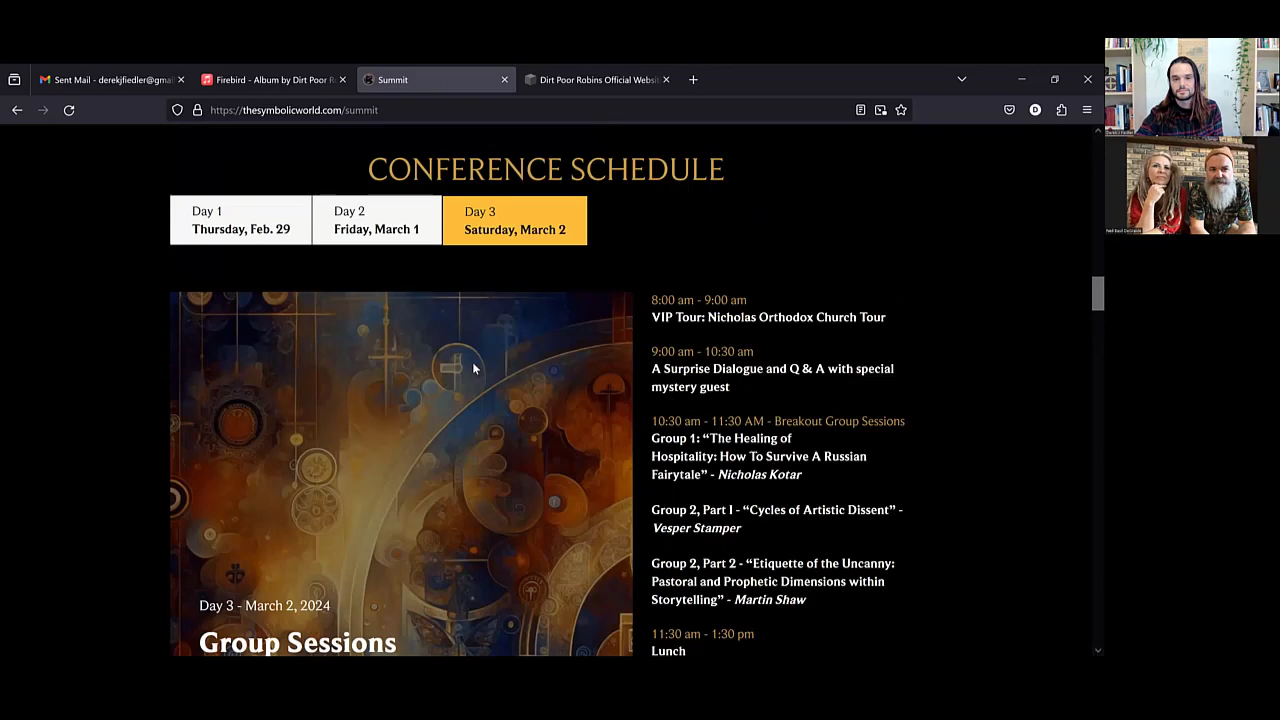 Sent Mail - derekjfiedler@gmai
Firebird - Album by Dirt Poor R
Summit
Dirt Poor Robins Official Websi
https://thesymbolicworld.com/summit
D
CONFERENCE SCHEDULE
Day 1
Thursday, Feb. 29
Day 2
Friday, March 1
Day 3
Saturday, March 2
8:00 am - 9:00 am
VIP Tour: Nicholas Orthodox Church Tour
9:00 am - 10:30 am
A Surprise Dialogue and Q & A with special
mystery guest
10:30 am - 11:30 AM - Breakout Group Sessions
Group 1: “The Healing of
Hospitality: How To Survive A Russian
Fairytale” - Nicholas Kotar
Group 2, Part I - “Cycles of Artistic Dissent” -
Vesper Stamper
Group 2, Part 2 - “Etiquette of the Uncanny:
Pastoral and Prophetic Dimensions within
Storytelling” - Martin Shaw
11:30 am - 1:30 pm
Lunch
Day 3 - March 2, 2024
Group Sessions
Derek J Fiedler